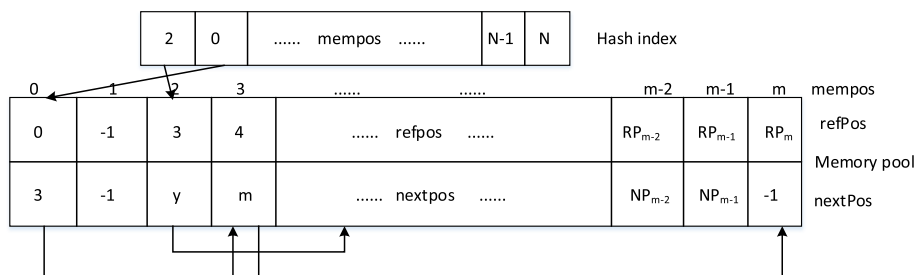 2 0 ...... mempos ...... N-1 N Hash index
0 1 2 3 ...... ...... m-2 m-1 m mempos
0 -1 3 4 ...... refpos ...... RPm-2 RPm-1 RPm refPos
Memory pool
3 -1 y m ...... nextpos ...... NPm-2 NPm-1 -1 nextPos